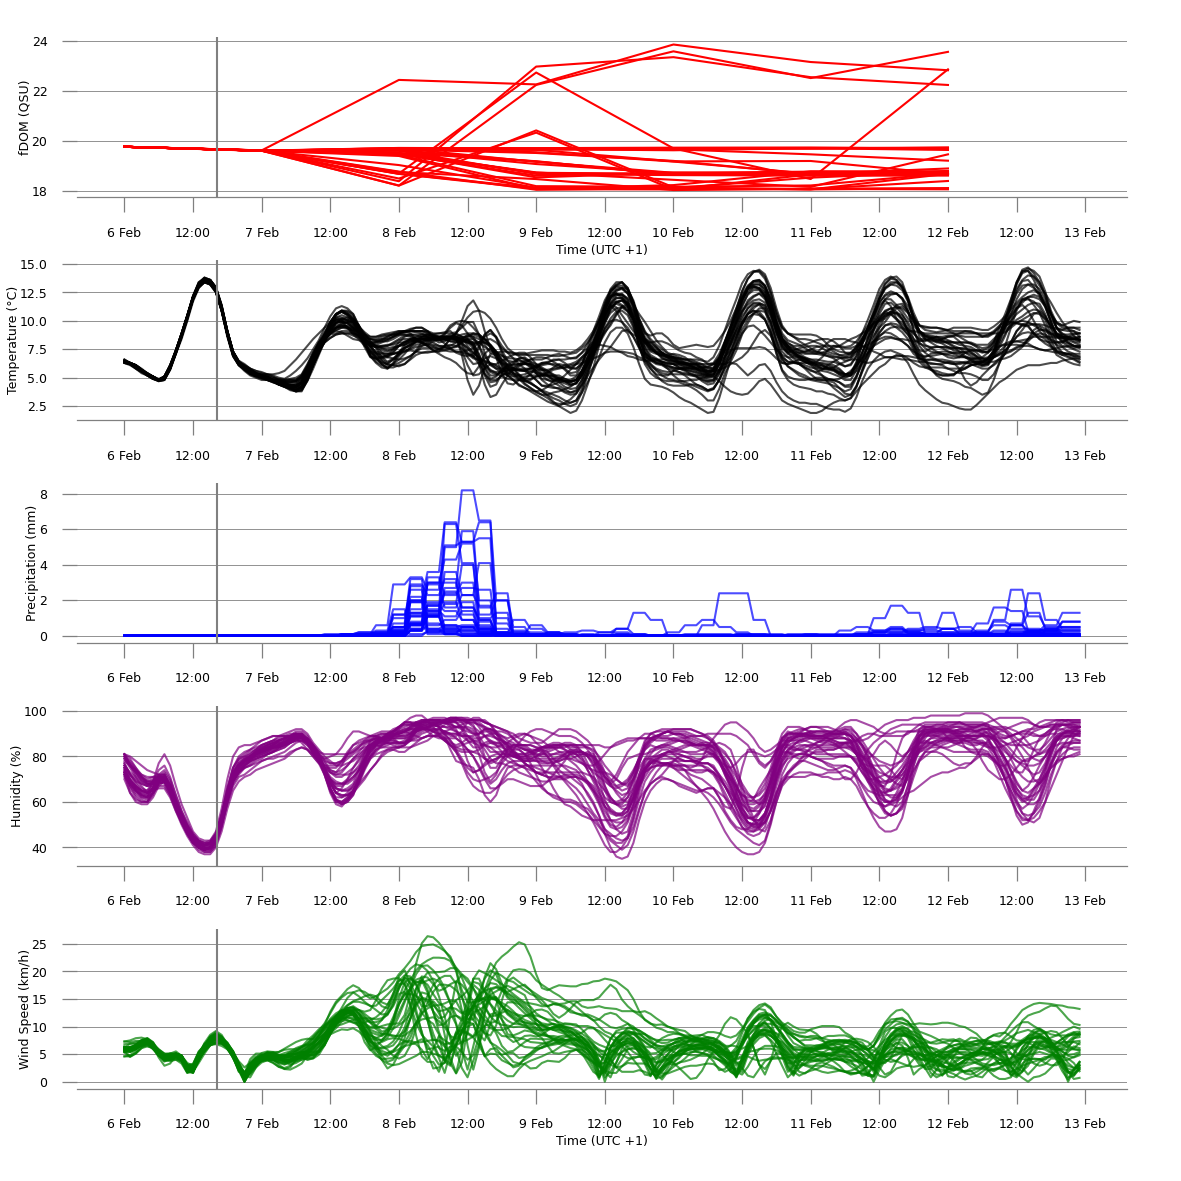 24
22
20
18
fDOM (QSU)
6 Feb 12:00 7 Feb 12:00 8 Feb 12:00 9 Feb 12:00 10 Feb 12:00 11 Feb 12:00 12 Feb 12:00 13 Feb
Time (UTC +1)
15.0
12.5
10.0
7.5
5.0
2.5
Temperature (°C)
6 Feb 12:00 7 Feb 12:00 8 Feb 12:00 9 Feb 12:00 10 Feb 12:00 11 Feb 12:00 12 Feb 12:00 13 Feb
8
6
4
2
0
Precipitation (mm)
6 Feb 12:00 7 Feb 12:00 8 Feb 12:00 9 Feb 12:00 10 Feb 12:00 11 Feb 12:00 12 Feb 12:00 13 Feb
100
80
60
40
Humidity (%)
6 Feb 12:00 7 Feb 12:00 8 Feb 12:00 9 Feb 12:00 10 Feb 12:00 11 Feb 12:00 12 Feb 12:00 13 Feb
25
20
15
10
5
0
Wind Speed (km/h)
6 Feb 12:00 7 Feb 12:00 8 Feb 12:00 9 Feb 12:00 10 Feb 12:00 11 Feb 12:00 12 Feb 12:00 13 Feb
Time (UTC +1)